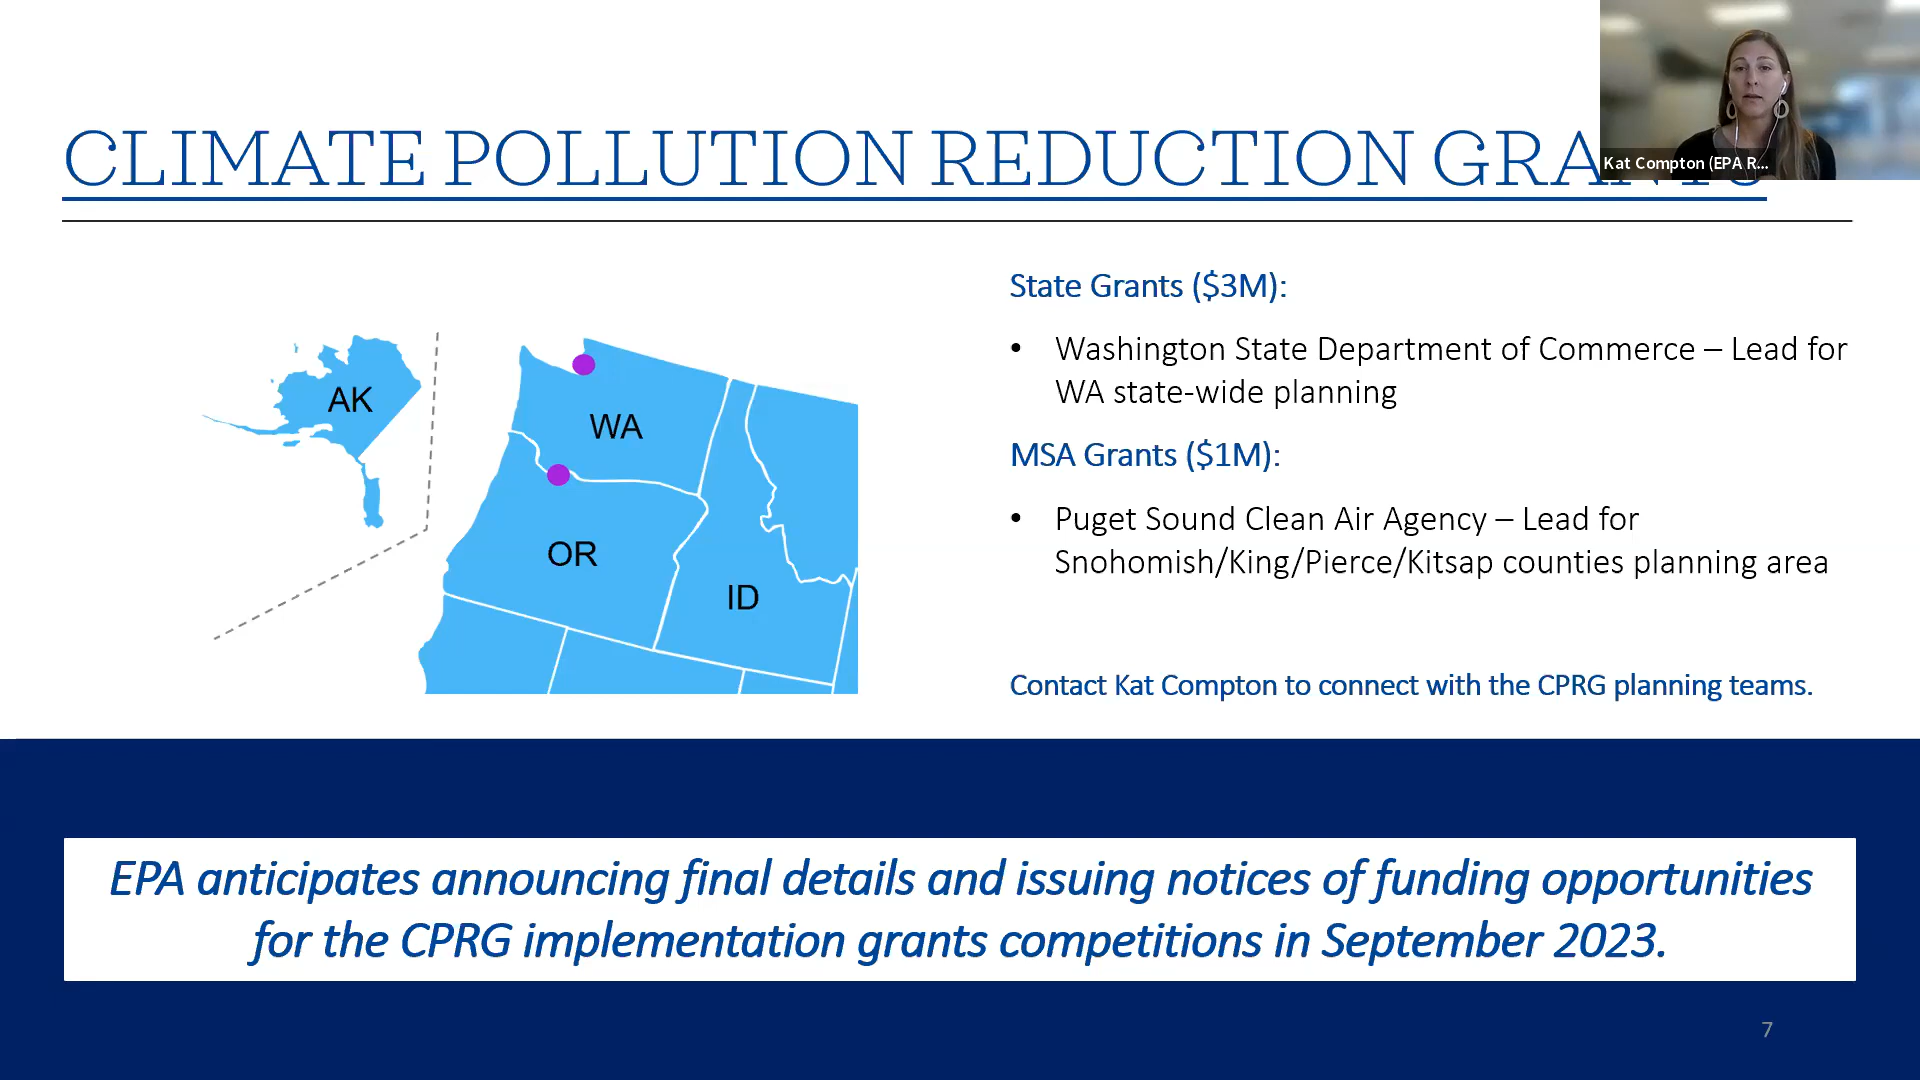 CLIMATE POLLUTION REDUCTION GRANTS
Kat Compton (EPA R...
State Grants ($3M):
• Washington State Department of Commerce – Lead for
WA state-wide planning
MSA Grants ($1M):
• Puget Sound Clean Air Agency – Lead for
Snohomish/King/Pierce/Kitsap counties planning area
Contact Kat Compton to connect with the CPRG planning teams.
AK
WA
OR
ID
EPA anticipates announcing final details and issuing notices of funding opportunities
for the CPRG implementation grants competitions in September 2023.
7